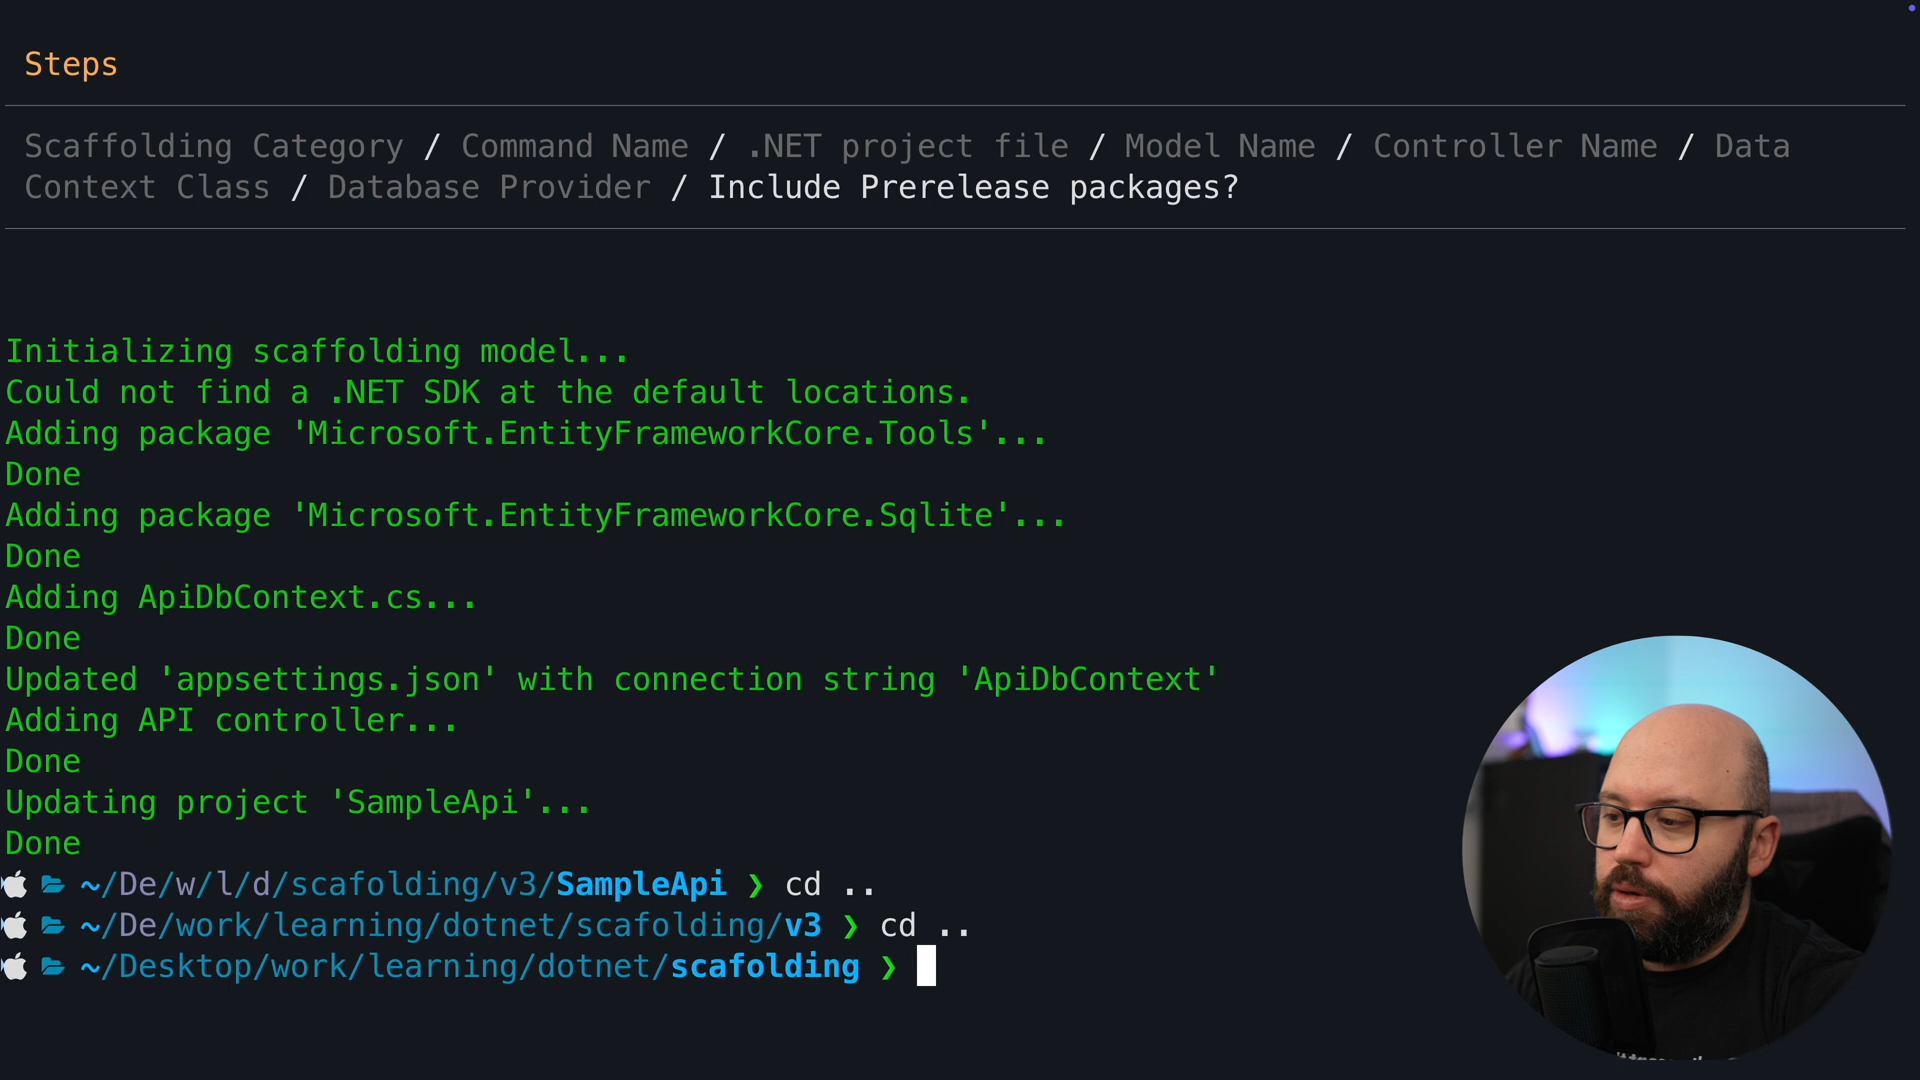 Steps
Scaffolding Category / Command Name / .NET project file / Model Name / Controller Name / Data
Context Class / Database Provider / Include Prerelease packages?
Initializing scaffolding model...
Could not find a .NET SDK at the default locations.
Adding package 'Microsoft.EntityFrameworkCore.Tools'...
Done
Adding package 'Microsoft.EntityFrameworkCore.Sqlite'...
Done
Adding ApiDbContext.cs...
Done
Updated 'appsettings.json' with connection string 'ApiDbContext'
Adding API controller...
Done
Updating project 'SampleApi'...
Done
~/De/w/l/d/scafolding/v3/SampleApi ❯ cd ..
~/De/work/learning/dotnet/scafolding/v3 ❯ cd ..
~/Desktop/work/learning/dotnet/scafolding ❯